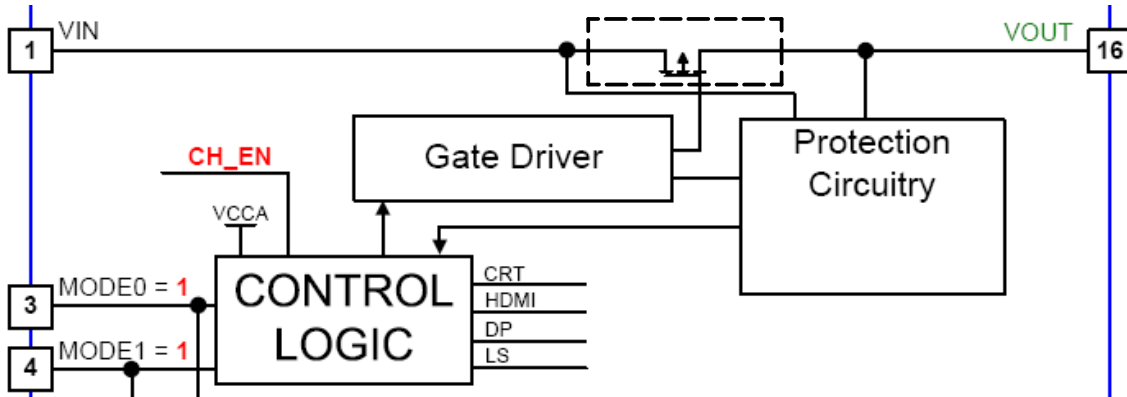 1 VIN VOUT 16
Gate Driver
Protection
Circuitry
CH_EN
VCCA
3 MODE0 = 1
CONTROL
LOGIC
CRT
HDMI
DP
LS
4 MODE1 = 1